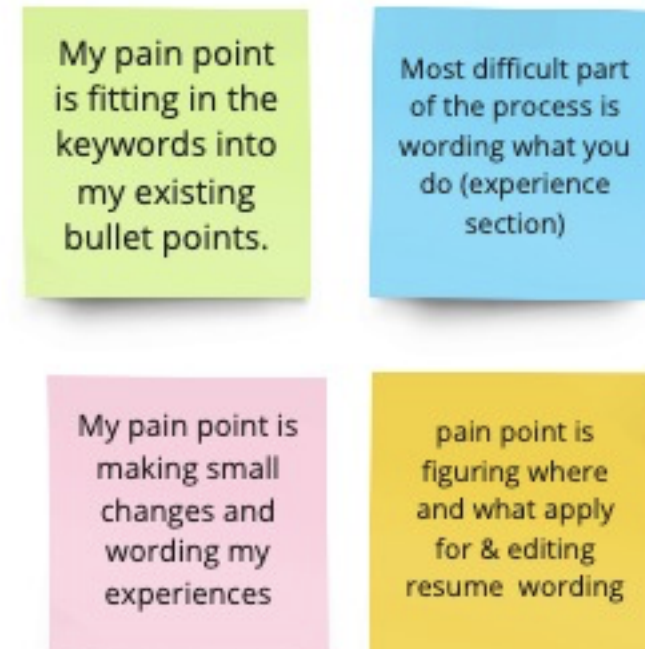 My pain point
is fitting in the
keywords into
my existing
bullet points.
Most difficult part
of the process is
wording what you
do (experience
section)
My pain point is
making small
changes and
wording my
experiences
pain point is
figuring where
and what apply
for & editing
resume wording